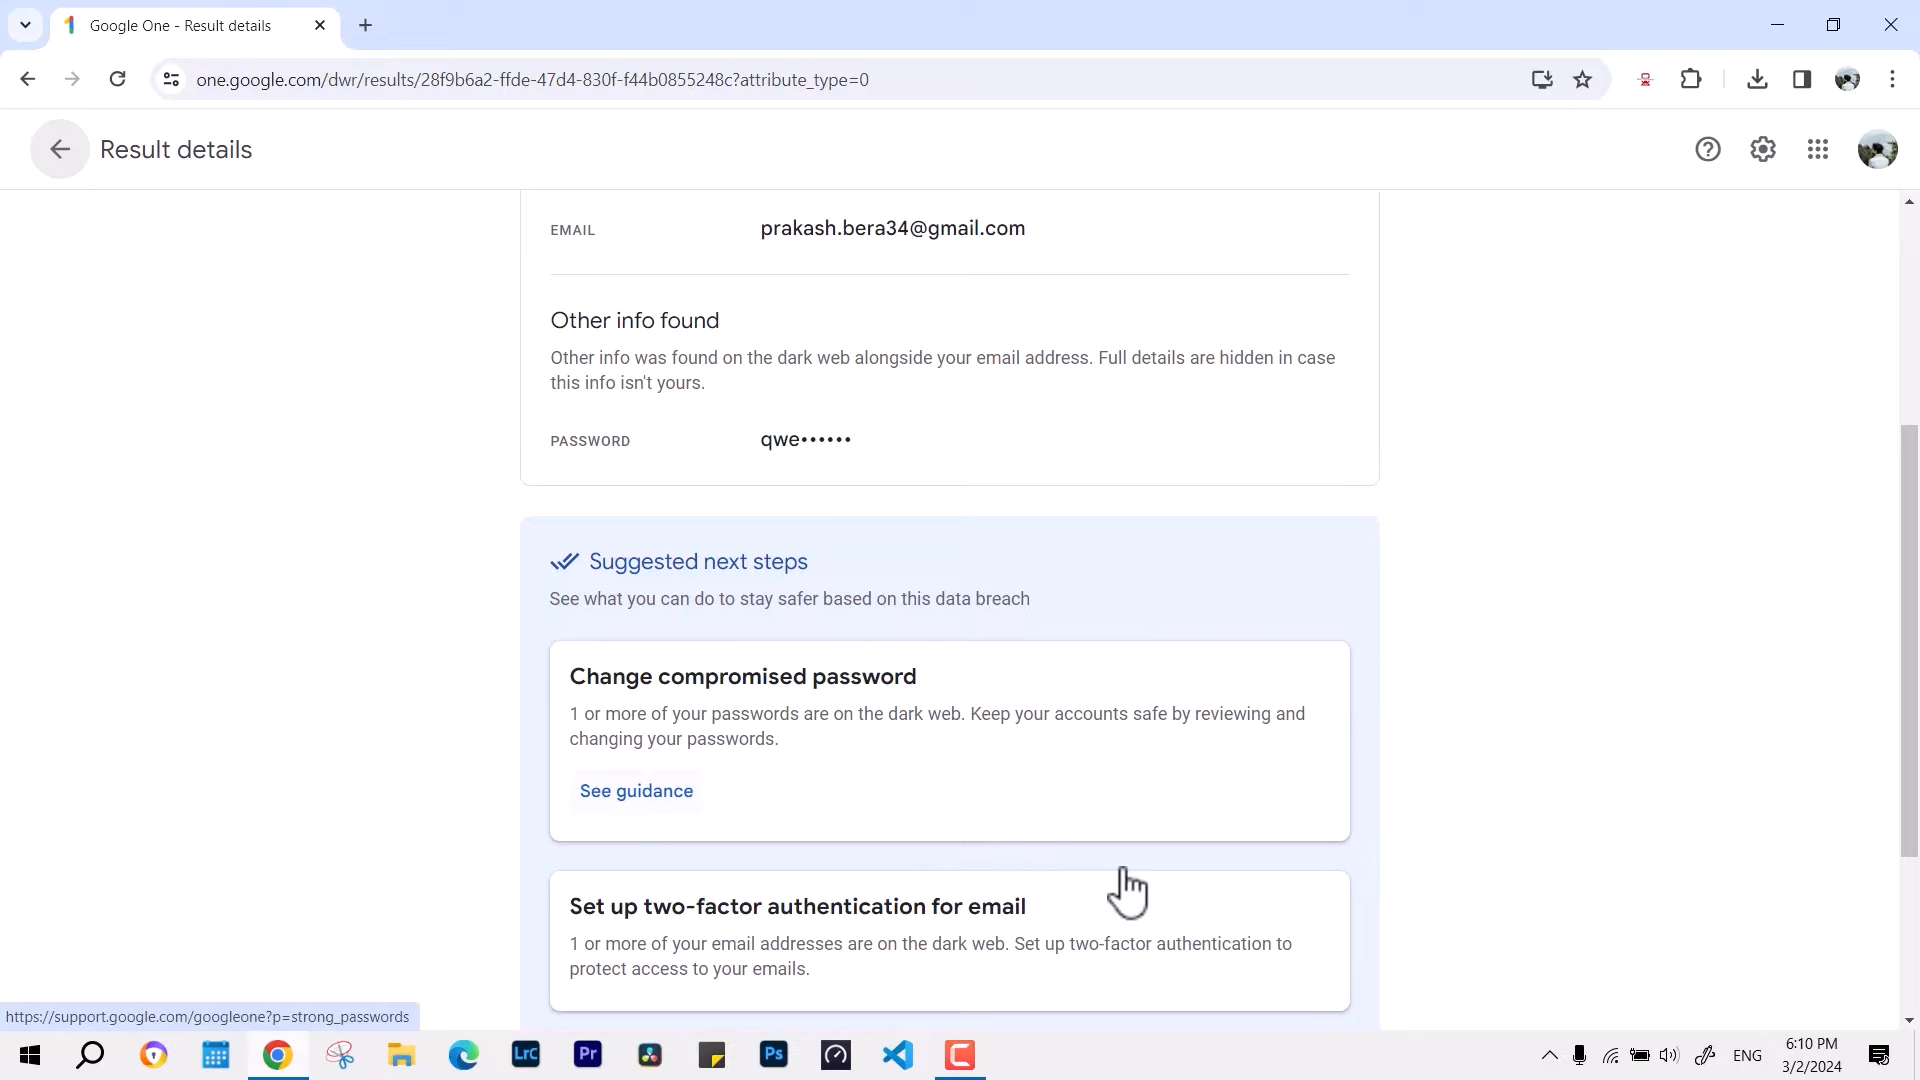 Google One - Result details
one.google.com/dwr/results/28f9b6a2-ffde-47d4-830f-f44b0855248c?attribute_type=0
Result details
EMAIL prakash.bera34@gmail.com
Other info found
Other info was found on the dark web alongside your email address. Full details are hidden in case
this info isn't yours.
PASSWORD qwe••••••
Suggested next steps
See what you can do to stay safer based on this data breach
Change compromised password
1 or more of your passwords are on the dark web. Keep your accounts safe by reviewing and
changing your passwords.
See guidance
Set up two-factor authentication for email
1 or more of your email addresses are on the dark web. Set up two-factor authentication to
protect access to your emails.
https://support.google.com/googleone?p=strong_passwords
LrC Pr Ps ENG 6:10 PM
3/2/2024